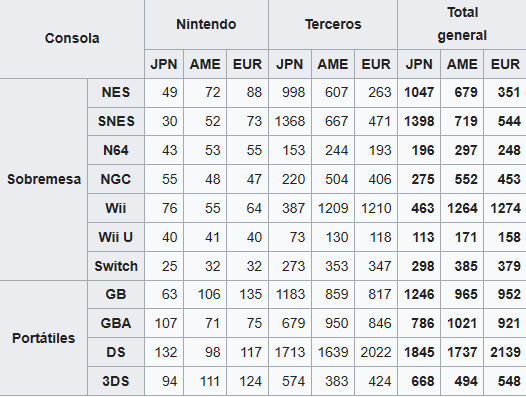 Consola Nintendo Terceros Total general
JPN AME EUR JPN AME EUR JPN AME EUR
Sobremesa
NES 49 72 88 998 607 263 1047 679 351
SNES 30 52 73 1368 667 471 1398 719 544
N64 43 53 55 153 244 193 196 297 248
NGC 55 48 47 220 504 406 275 552 453
Wii 76 55 64 387 1209 1210 463 1264 1274
Wii U 40 41 40 73 130 118 113 171 158
Switch 25 32 32 273 353 347 298 385 379
Portátiles
GB 63 106 135 1183 859 817 1246 965 952
GBA 107 71 75 679 950 846 786 1021 921
DS 132 98 117 1713 1639 2022 1845 1737 2139
3DS 94 111 124 574 383 424 668 494 548